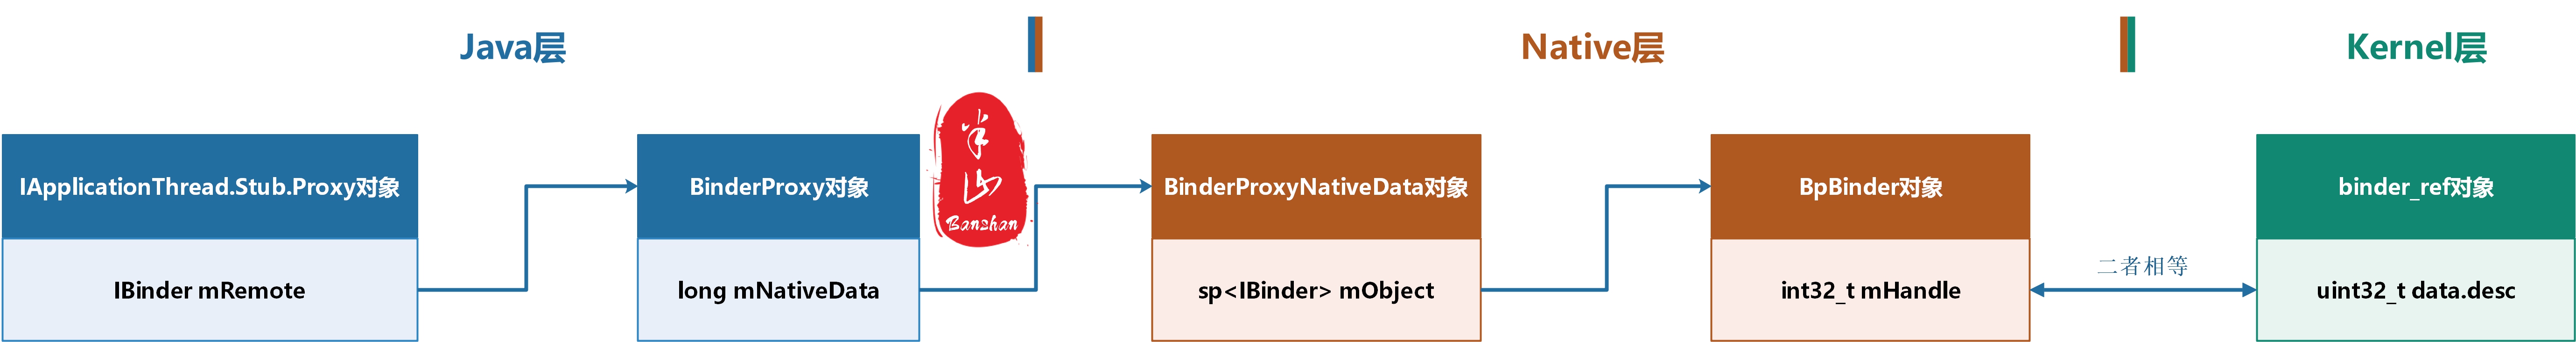 Java层
Native层
Kernel层
半山
Banshan
IApplicationThread.Stub.Proxy对象
BinderProxy对象
BinderProxyNativeData对象
BpBinder对象
binder_ref对象
IBinder mRemote
long mNativeData
sp<IBinder> mObject
int32_t mHandle
二者相等
uint32_t data.desc